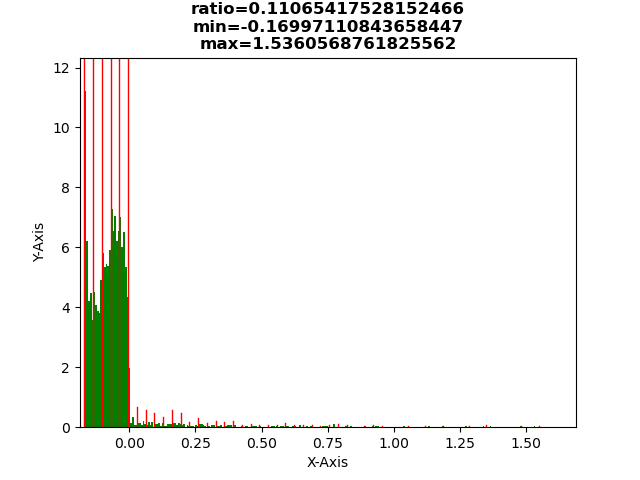 ratio=0.11065417528152466
min=-0.16997110843658447
max=1.5360568761825562
12
10
8
6
4
2
0
Y-Axis
0.00 0.25 0.50 0.75 1.00 1.25 1.50
X-Axis